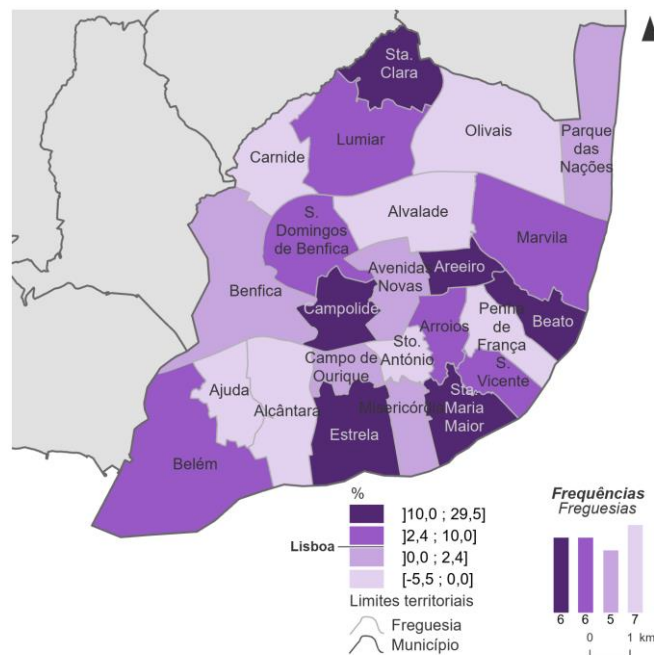 Sta.
Clara
Lumiar
Olivais
Parque
das
Nações
Carnide
Alvalade
S.
Domingos
de Benfica
Marvila
Avenidas
Novas
Areeiro
Benfica
Campolide
Beato
Penha
de
França
Arroios
Sto.
António
S.
Vicente
Campo de
Ourique
Ajuda
Alcântara
Misericórdia
Sta.
Maria
Maior
Estrela
Belém
%
]10,0 ; 29,5]
]2,4 ; 10,0]
Lisboa
]0,0 ; 2,4]
[-5,5 ; 0,0]
Limites territoriais
Freguesia
Município
Frequências
Freguesias
6 6 5 7
0 1 km